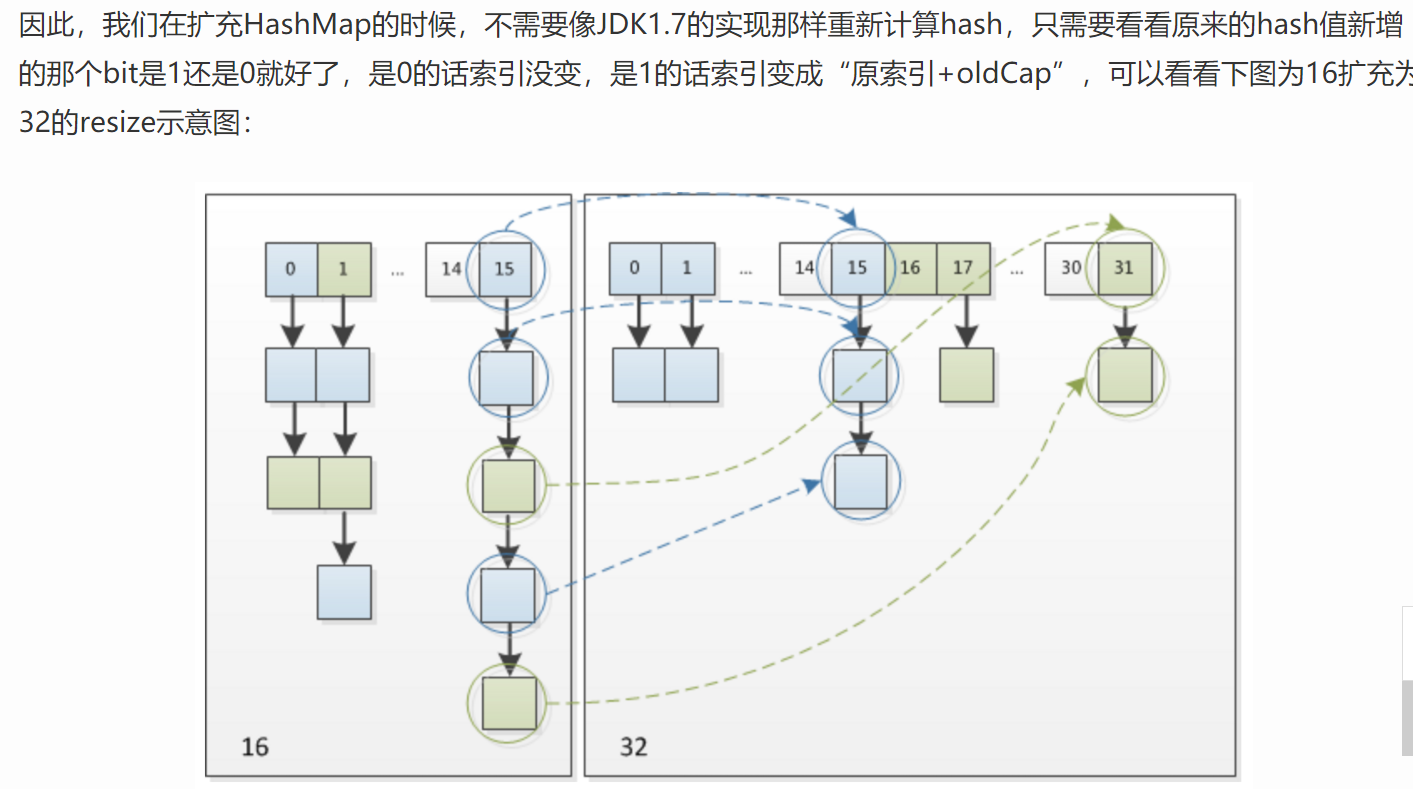 因此，我们在扩充HashMap的时候，不需要像JDK1.7的实现那样重新计算hash，只需要看看原来的hash值新增
的那个bit是1还是0就好了，是0的话索引没变，是1的话索引变成“原索引+oldCap”，可以看看下图为16扩充为
32的resize示意图：
0 1 ... 14 15 0 1 ... 14 15 16 17 ... 30 31
16 32